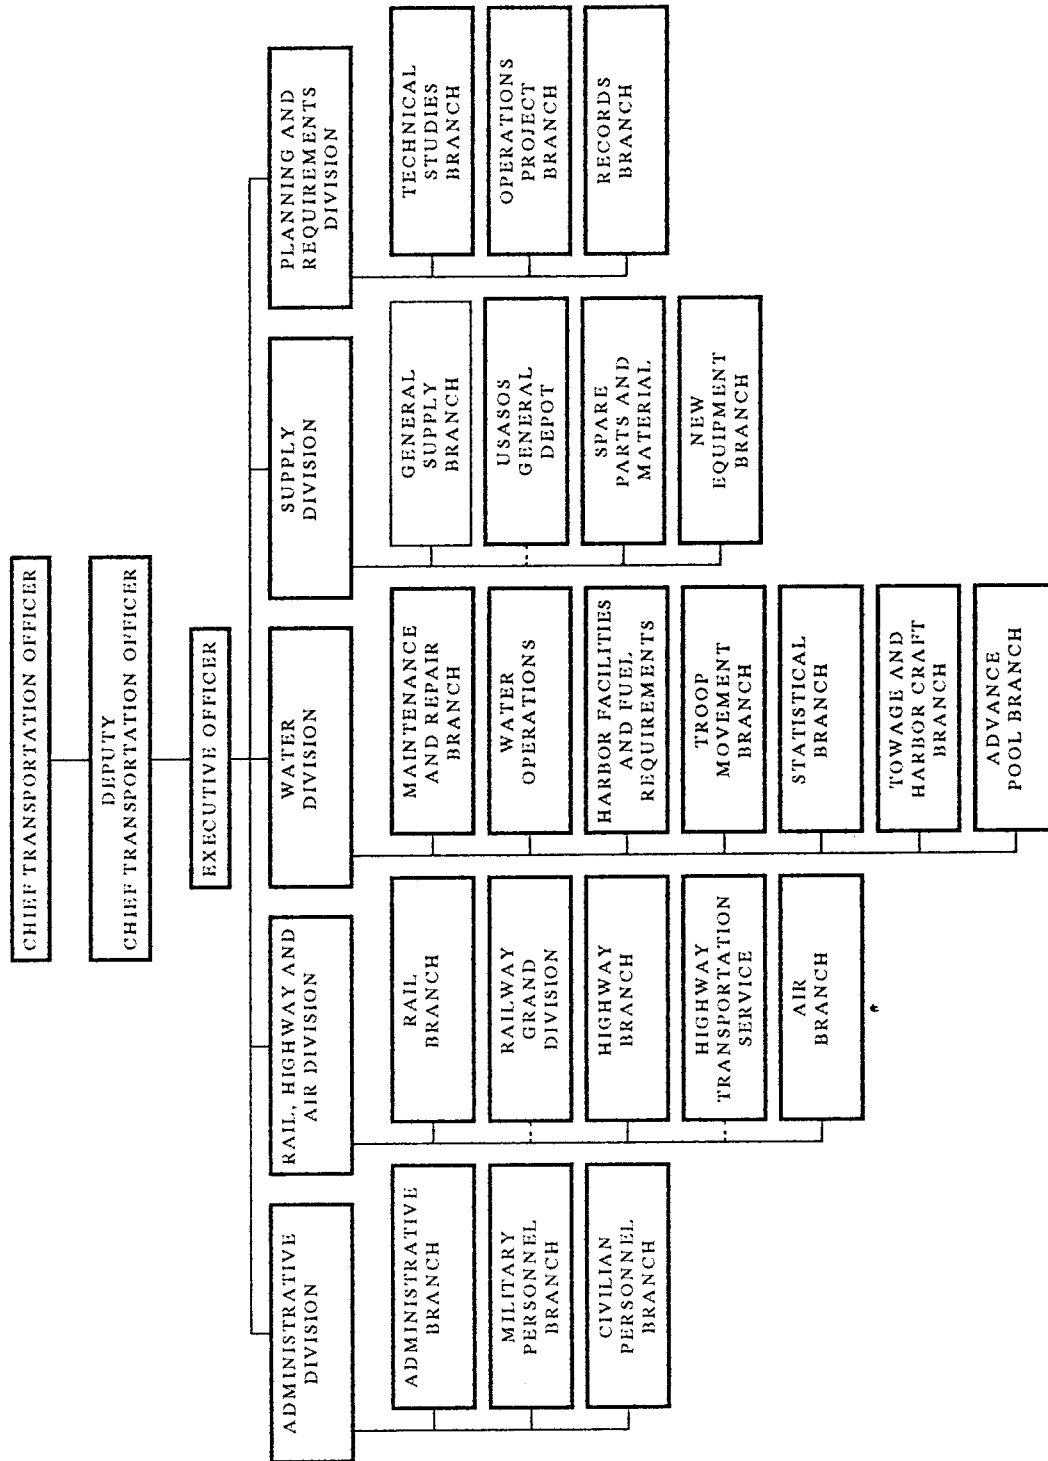 CHIEF TRANSPORTATION OFFICER
DEPUTY
CHIEF TRANSPORTATION OFFICER
EXECUTIVE OFFICER
ADMINISTRATIVE
DIVISION
ADMINISTRATIVE
BRANCH
MILITARY
PERSONNEL
BRANCH
CIVILIAN
PERSONNEL
BRANCH
RAIL, HIGHWAY AND
AIR DIVISION
RAIL
BRANCH
RAILWAY
GRAND
DIVISION
HIGHWAY
BRANCH
HIGHWAY
TRANSPORTATION
SERVICE
AIR
BRANCH
WATER
DIVISION
MAINTENANCE
AND REPAIR
BRANCH
WATER
OPERATIONS
HARBOR FACILITIES
AND FUEL
REQUIREMENTS
TROOP
MOVEMENT
BRANCH
STATISTICAL
BRANCH
TOWAGE AND
HARBOR CRAFT
BRANCH
ADVANCE
POOL BRANCH
SUPPLY
DIVISION
GENERAL
SUPPLY
BRANCH
USASOS
GENERAL
DEPOT
SPARE
PARTS AND
MATERIAL
NEW
EQUIPMENT
BRANCH
PLANNING AND
REQUIREMENTS
DIVISION
TECHNICAL
STUDIES
BRANCH
OPERATIONS
PROJECT
BRANCH
RECORDS
BRANCH